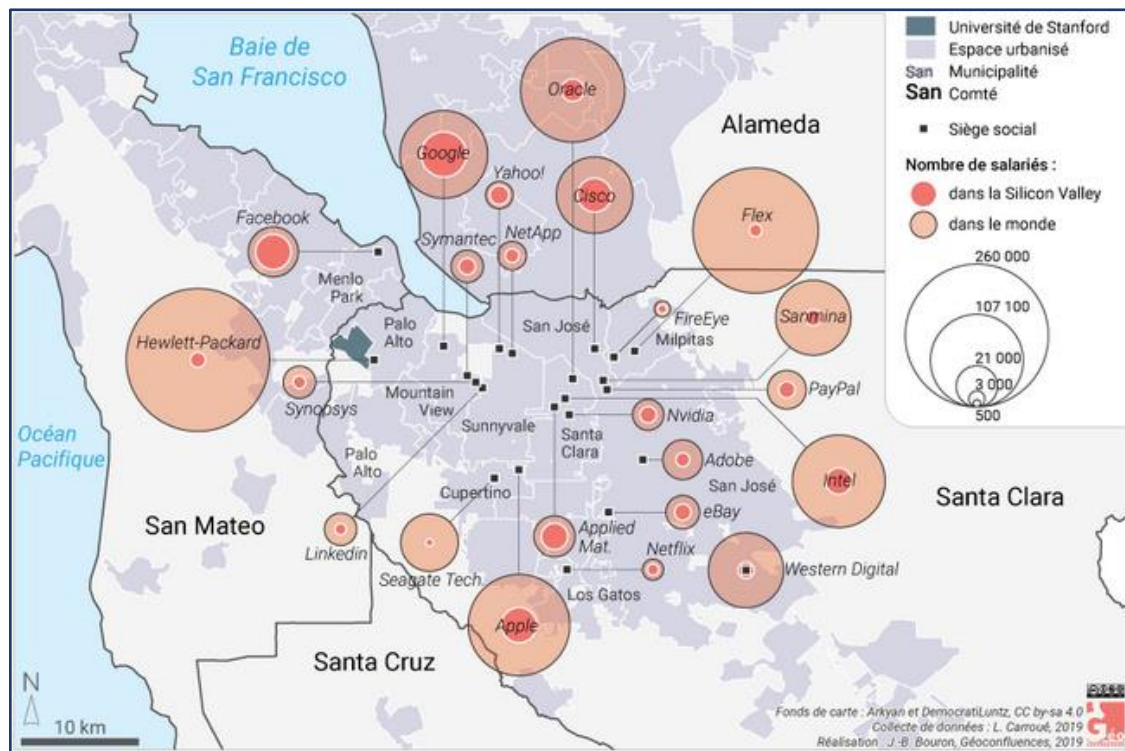 Baie de
San Francisco
Océan
Pacifique
Oracle
Google
Yahoo!
Cisco
Alameda
Facebook
Symantec
NetApp
Flex
Menlo
Park
Hewlett-Packard
Palo
Alto
San José
FireEye
Milpitas
Sanmina
Synopsys
Mountain
View
Sunnyvale
Santa
Clara
PayPal
Nvidia
Palo
Alto
Cupertino
Adobe
San José
Intel
Santa Clara
San Mateo
Linkedin
Seagate Tech.
Applied
Mat.
eBay
Netflix
Los Gatos
Western Digital
Apple
Santa Cruz
N
10 km
Université de Stanford
Espace urbanisé
San Municipalité
San Comté
Siège social
Nombre de salariés :
dans la Silicon Valley
dans le monde
260 000
107 100
21 000
3 000
500
Fonds de carte : Arkyan et DemocratiLuntz, CC by-sa 4.0
Collecte de données : L. Carroué, 2019
Réalisation : J.-B. Bouron, Géoconfluences, 2019
Géo